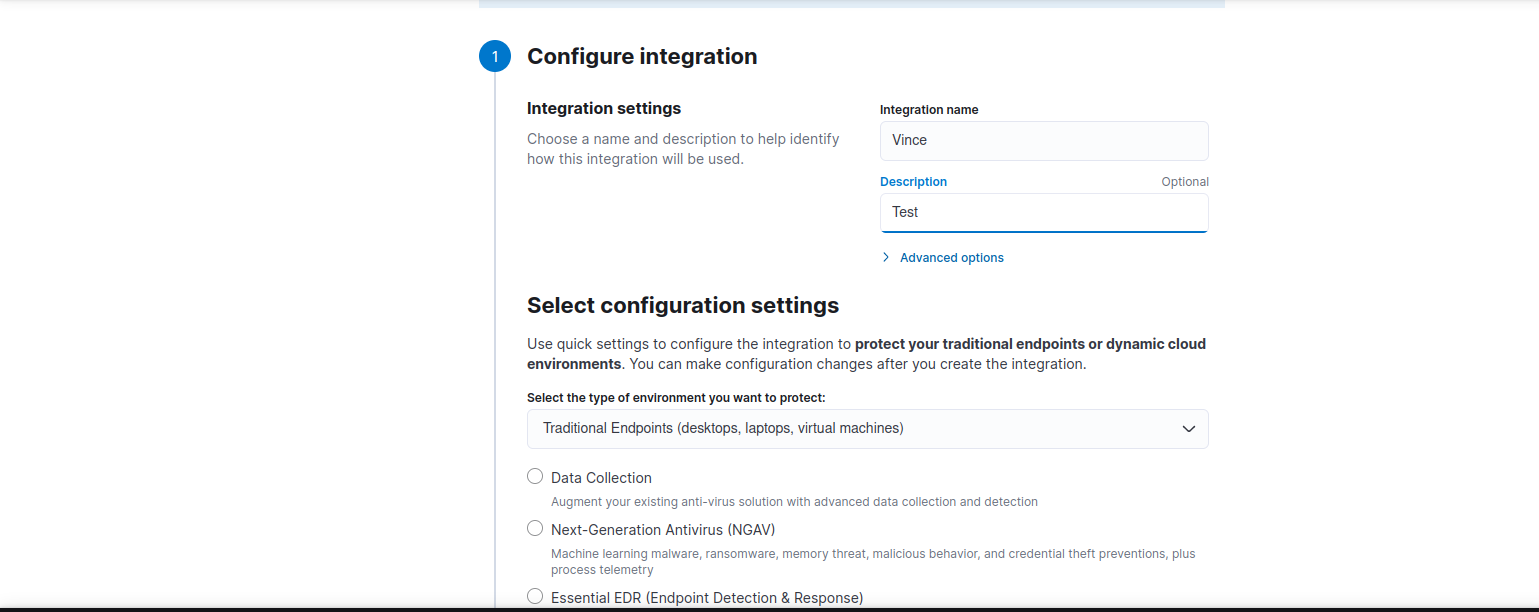 1
Configure integration
Integration settings
Choose a name and description to help identify
how this integration will be used.
Integration name
Vince
Description
Optional
Test
Advanced options
Select configuration settings
Use quick settings to configure the integration to protect your traditional endpoints or dynamic cloud
environments. You can make configuration changes after you create the integration.
Select the type of environment you want to protect:
Traditional Endpoints (desktops, laptops, virtual machines)
Data Collection
Augment your existing anti-virus solution with advanced data collection and detection
Next-Generation Antivirus (NGAV)
Machine learning malware, ransomware, memory threat, malicious behavior, and credential theft preventions, plus
process telemetry
Essential EDR (Endpoint Detection & Response)